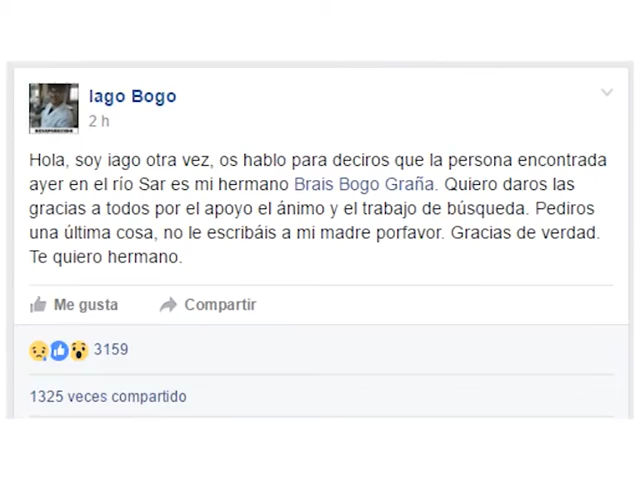 Iago Bogo
2 h
Hola, soy iago otra vez, os hablo para deciros que la persona encontrada
ayer en el río Sar es mi hermano Brais Bogo Graña. Quiero daros las
gracias a todos por el apoyo el ánimo y el trabajo de búsqueda. Pediros
una última cosa, no le escribáis a mi madre porfavor. Gracias de verdad.
Te quiero hermano.
Me gusta Compartir
3159
1325 veces compartido